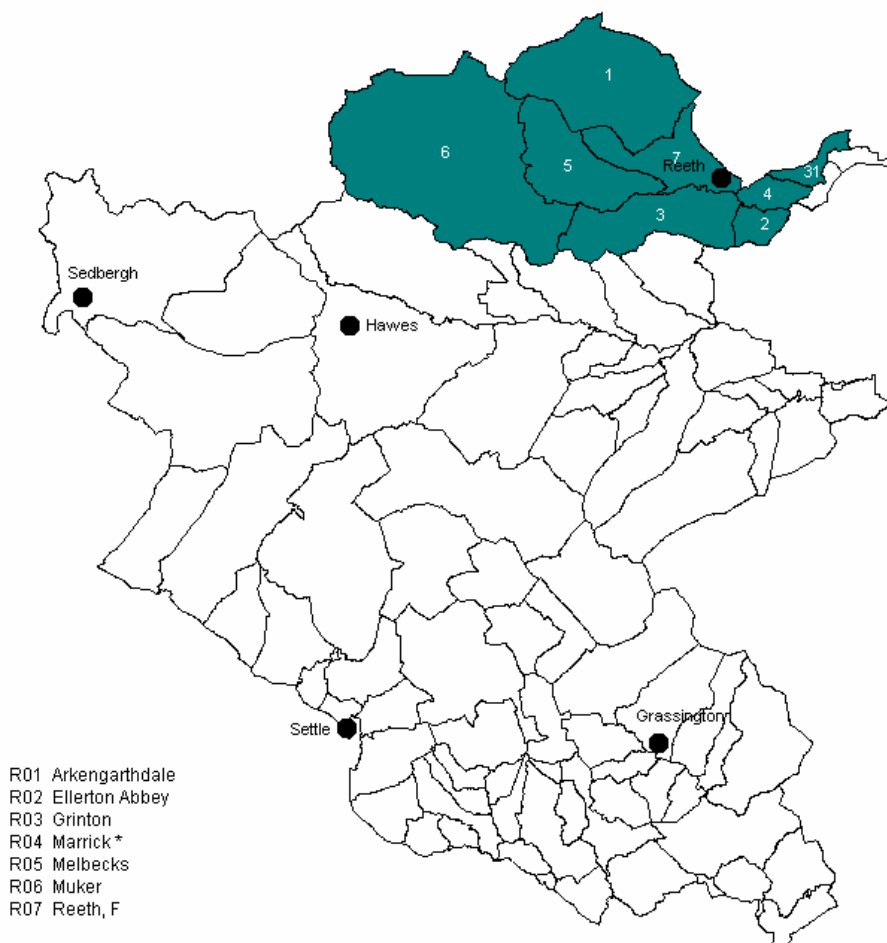 1
6
5
7
Reeth
31
4
3
2
Sedbergh
Hawes
Grassington
Settle
R01 Arkengarthdale
R02 Ellerton Abbey
R03 Grinton
R04 Marrick *
R05 Melbecks
R06 Muker
R07 Reeth, F